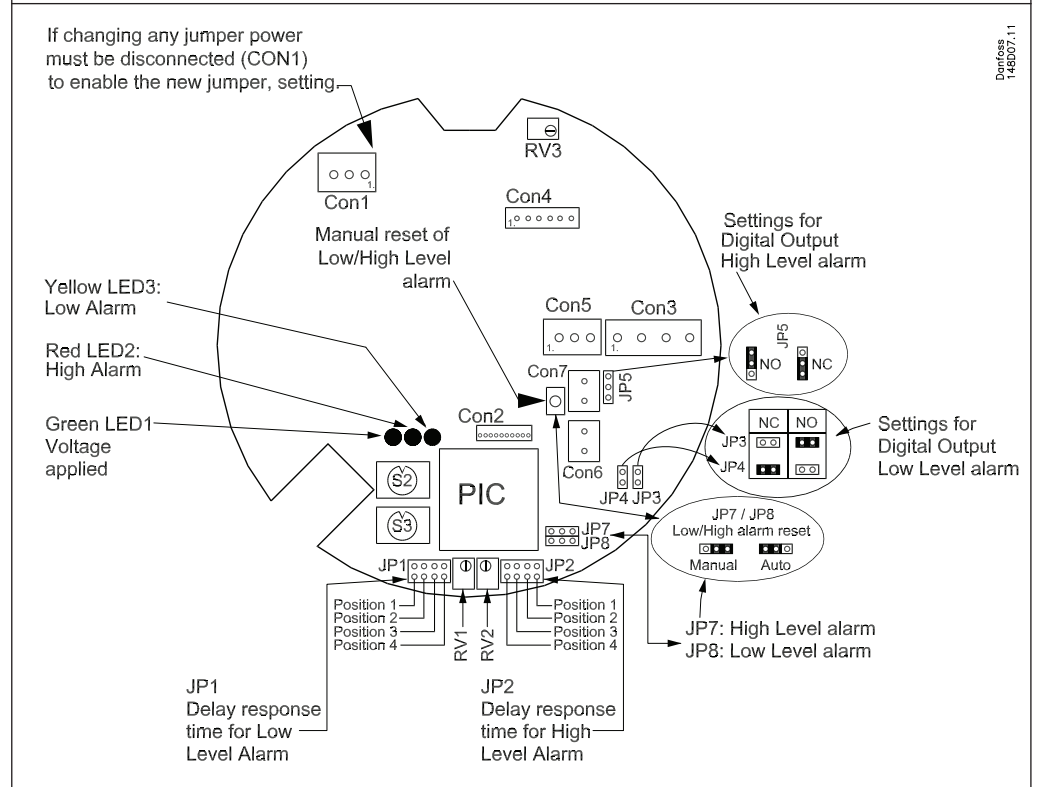 If changing any jumper power
must be disconnected (CON1)
to enable the new jumper, setting.
Danfoss
148D07.11
RV3
1.
Con1
Con4
1.
Manual reset of
Low/High Level
alarm
Settings for
Digital Output
High Level alarm
Yellow LED3:
Low Alarm
Red LED2:
High Alarm
Green LED1
Voltage
applied
Con5
Con3
1.
1.
Con7
JP5
JP5
NO
NC
Con2
Con6
NC
NO
JP3
JP4
Settings for
Digital Output
Low Level alarm
S2
S3
PIC
JP4
JP3
JP7
JP8
JP7 / JP8
Low/High alarm reset
Manual
Auto
JP1
JP2
Position 1
Position 2
Position 3
Position 4
RV1
RV2
Position 1
Position 2
Position 3
Position 4
JP7: High Level alarm
JP8: Low Level alarm
JP1
Delay response
time for Low
Level Alarm
JP2
Delay response
time for High
Level Alarm